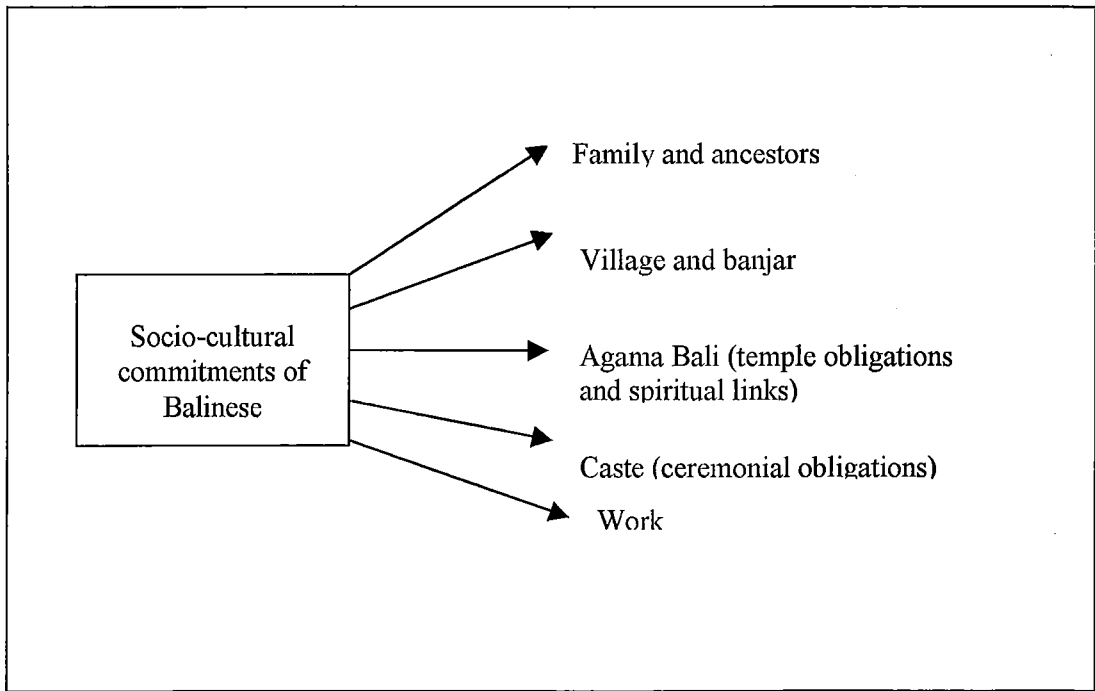 Family and ancestors
Village and banjar
Socio-cultural
commitments of
Balinese
Agama Bali (temple obligations
and spiritual links)
Caste (ceremonial obligations)
Work